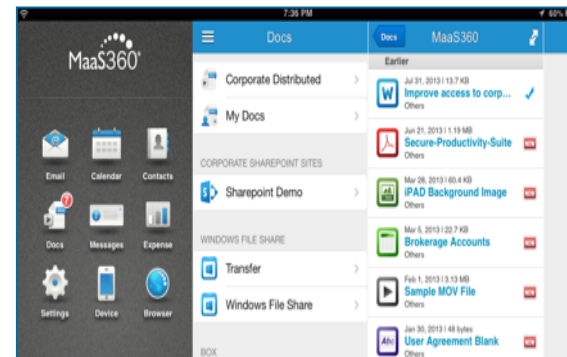 7:36 PM
60%
MaaS360
Email
Calendar
Contacts
7
Docs
Messages
Expense
Settings
Device
Browser
Docs
Corporate Distributed
My Docs
CORPORATE SHAREPOINT SITES
Sharepoint Demo
WINDOWS FILE SHARE
Transfer
Windows File Share
BOX
Docs
MaaS360
Earlier
W
Jul 31, 2013 | 13.7 KB
Improve access to corp...
Others
Jun 21, 2013 | 1.19 MB
Secure-Productivity-Suite
Others
Mar 28, 2013 | 60.4 KB
iPAD Background Image
Others
Mar 5, 2013 | 22.7 KB
Brokerage Accounts
Others
Feb 1, 2013 | 3.13 MB
Sample MOV File
Others
Jan 30, 2013 | 48 bytes
User Agreement Blank
Others